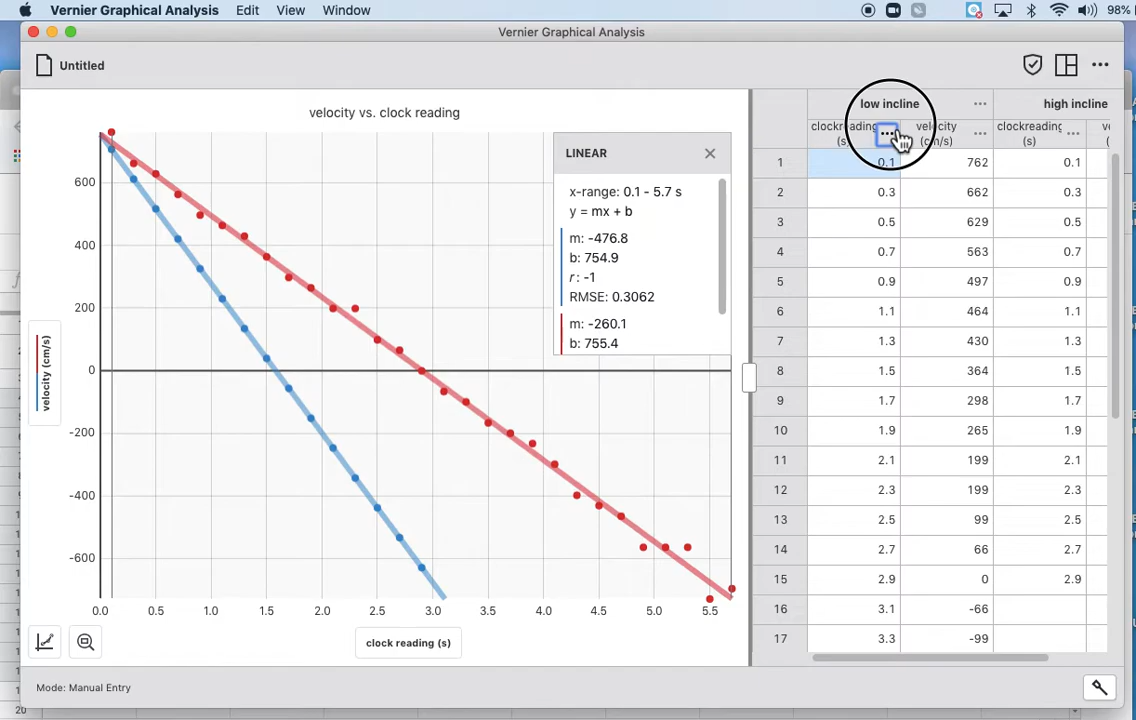 Vernier Graphical Analysis Edit View Window 98%
Vernier Graphical Analysis
Untitled
velocity vs. clock reading
velocity (cm/s)
600
400
200
0
-200
-400
-600
0.0 0.5 1.0 1.5 2.0 2.5 3.0 3.5 4.0 4.5 5.0 5.5
clock reading (s)
LINEAR
x-range: 0.1 - 5.7 s
y = mx + b
m: -476.8
b: 754.9
r: -1
RMSE: 0.3062
m: -260.1
b: 755.4
low incline ... high incline
clockreading ... velocity ... clockreading ...
(s) (cm/s) (s)
1 0.1 762 0.1
2 0.3 662 0.3
3 0.5 629 0.5
4 0.7 563 0.7
5 0.9 497 0.9
6 1.1 464 1.1
7 1.3 430 1.3
8 1.5 364 1.5
9 1.7 298 1.7
10 1.9 265 1.9
11 2.1 199 2.1
12 2.3 199 2.3
13 2.5 99 2.5
14 2.7 66 2.7
15 2.9 0 2.9
16 3.1 -66
17 3.3 -99
Mode: Manual Entry
20